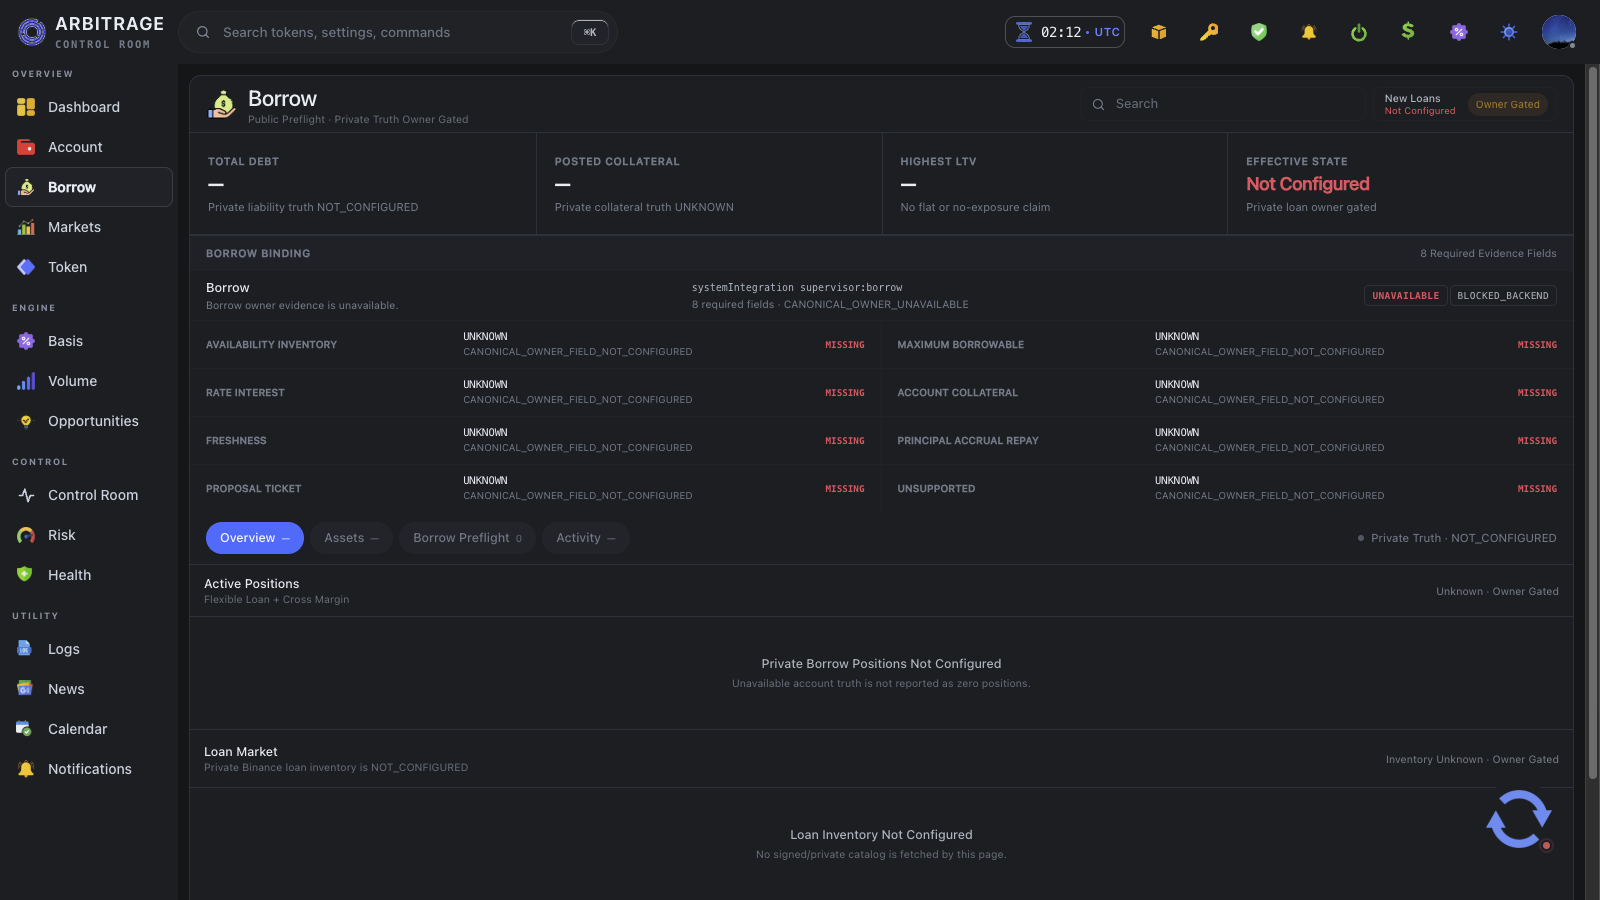 ARBITRAGE
CONTROL ROOM
Search tokens, settings, commands
⌘K
02:12 • UTC
OVERVIEW
Dashboard
Account
Borrow
Markets
Token
ENGINE
Basis
Volume
Opportunities
CONTROL
Control Room
Risk
Health
UTILITY
Logs
News
Calendar
Notifications
Borrow
Public Preflight · Private Truth Owner Gated
Search
New Loans
Not Configured
Owner Gated
TOTAL DEBT
—
Private liability truth NOT_CONFIGURED
POSTED COLLATERAL
—
Private collateral truth UNKNOWN
HIGHEST LTV
—
No flat or no-exposure claim
EFFECTIVE STATE
Not Configured
Private loan owner gated
BORROW BINDING
8 Required Evidence Fields
Borrow
Borrow owner evidence is unavailable.
systemIntegration supervisor:borrow
8 required fields · CANONICAL_OWNER_UNAVAILABLE
UNAVAILABLE
BLOCKED_BACKEND
AVAILABILITY INVENTORY
UNKNOWN
CANONICAL_OWNER_FIELD_NOT_CONFIGURED
MISSING
MAXIMUM BORROWABLE
UNKNOWN
CANONICAL_OWNER_FIELD_NOT_CONFIGURED
MISSING
RATE INTEREST
UNKNOWN
CANONICAL_OWNER_FIELD_NOT_CONFIGURED
MISSING
ACCOUNT COLLATERAL
UNKNOWN
CANONICAL_OWNER_FIELD_NOT_CONFIGURED
MISSING
FRESHNESS
UNKNOWN
CANONICAL_OWNER_FIELD_NOT_CONFIGURED
MISSING
PRINCIPAL ACCRUAL REPAY
UNKNOWN
CANONICAL_OWNER_FIELD_NOT_CONFIGURED
MISSING
PROPOSAL TICKET
UNKNOWN
CANONICAL_OWNER_FIELD_NOT_CONFIGURED
MISSING
UNSUPPORTED
UNKNOWN
CANONICAL_OWNER_FIELD_NOT_CONFIGURED
MISSING
Overview —
Assets —
Borrow Preflight 0
Activity —
Private Truth · NOT_CONFIGURED
Active Positions
Flexible Loan + Cross Margin
Unknown · Owner Gated
Private Borrow Positions Not Configured
Unavailable account truth is not reported as zero positions.
Loan Market
Private Binance loan inventory is NOT_CONFIGURED
Inventory Unknown · Owner Gated
Loan Inventory Not Configured
No signed/private catalog is fetched by this page.